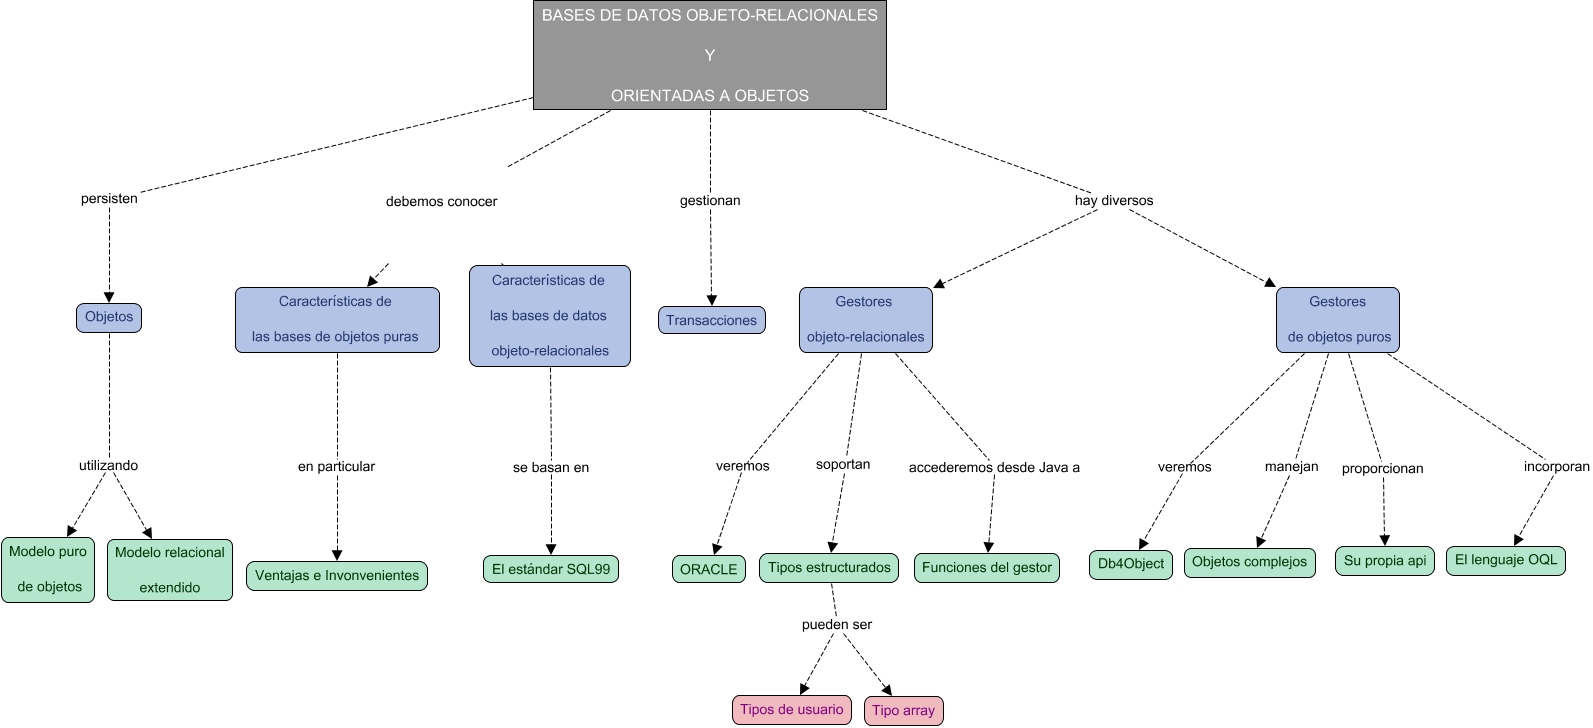 BASES DE DATOS OBJETO-RELACIONALES
Y
ORIENTADAS A OBJETOS
persisten
debemos conocer
gestionan
hay diversos
Objetos
Características de
las bases de objetos puras
Características de
las bases de datos
objeto-relacionales
Transacciones
Gestores
objeto-relacionales
Gestores
de objetos puros
utilizando
en particular
se basan en
veremos
soportan
accederemos desde Java a
veremos
manejan
proporcionan
incorporan
Modelo puro
de objetos
Modelo relacional
extendido
Ventajas e Invonvenientes
El estándar SQL99
ORACLE
Tipos estructurados
Funciones del gestor
Db4Object
Objetos complejos
Su propia api
El lenguaje OQL
pueden ser
Tipos de usuario
Tipo array